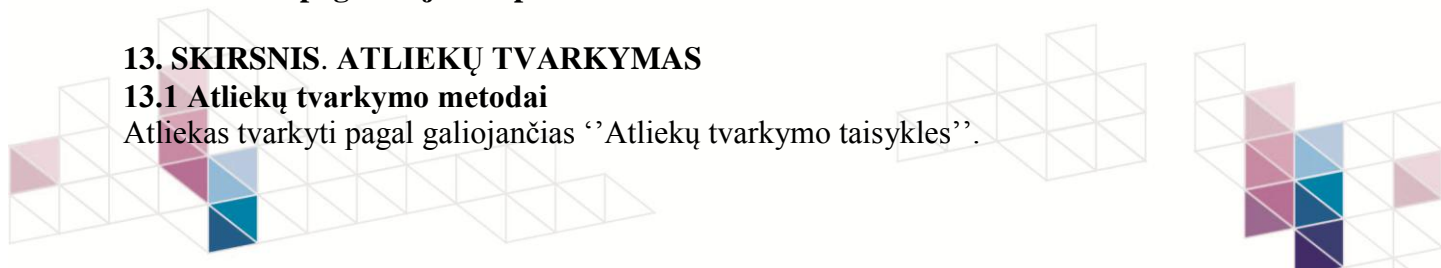 13. SKIRSNIS. ATLIEKŲ TVARKYMAS
13.1 Atliekų tvarkymo metodai
Atliekas tvarkyti pagal galiojančias ‘’Atliekų tvarkymo taisykles’’.